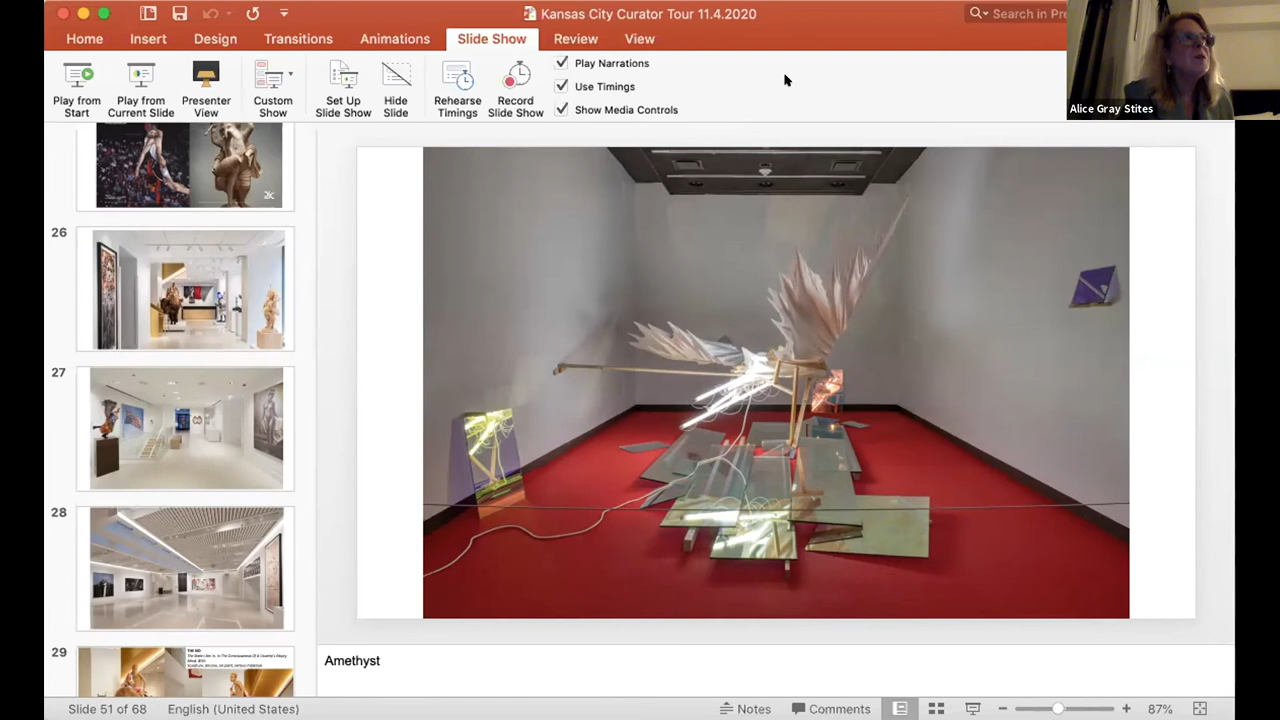 Kansas City Curator Tour 11.4.2020
Search in Pre
Home Insert Design Transitions Animations Slide Show Review View
Play from Start
Play from Current Slide
Presenter View
Custom Show
Set Up Slide Show
Hide Slide
Rehearse Timings
Record Slide Show
Play Narrations
Use Timings
Show Media Controls
Alice Gray Stites
26
27
28
29
Amethyst
Slide 51 of 68 English (United States) Notes Comments 87%